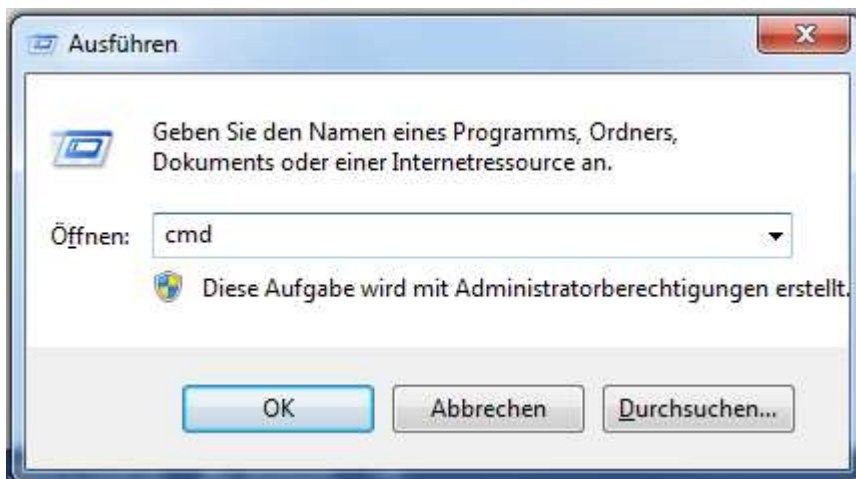 Ausführen
Geben Sie den Namen eines Programms, Ordners,
Dokuments oder einer Internetressource an.
Öffnen: cmd
Diese Aufgabe wird mit Administratorberechtigungen erstellt.
OK Abbrechen Durchsuchen...